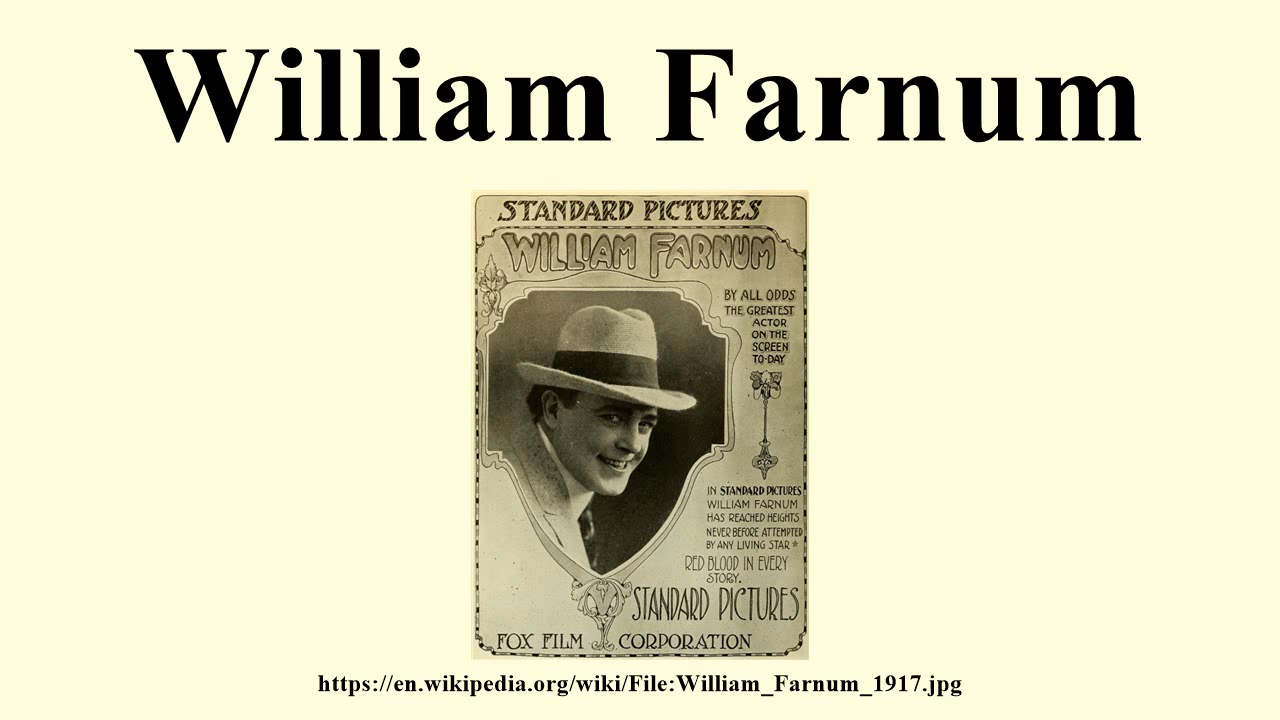 William Farnum
STANDARD PICTURES
WILLIAM FARNUM
BY ALL ODDS
THE GREATEST
ACTOR
ON THE
SCREEN
TO-DAY
IN STANDARD PICTURES
WILLIAM FARNUM
HAS REACHED HEIGHTS
NEVER BEFORE ATTEMPTED
BY ANY LIVING STAR *
RED BLOOD IN EVERY
STORY.
STANDARD PICTURES
FOX FILM CORPORATION
https://en.wikipedia.org/wiki/File:William_Farnum_1917.jpg